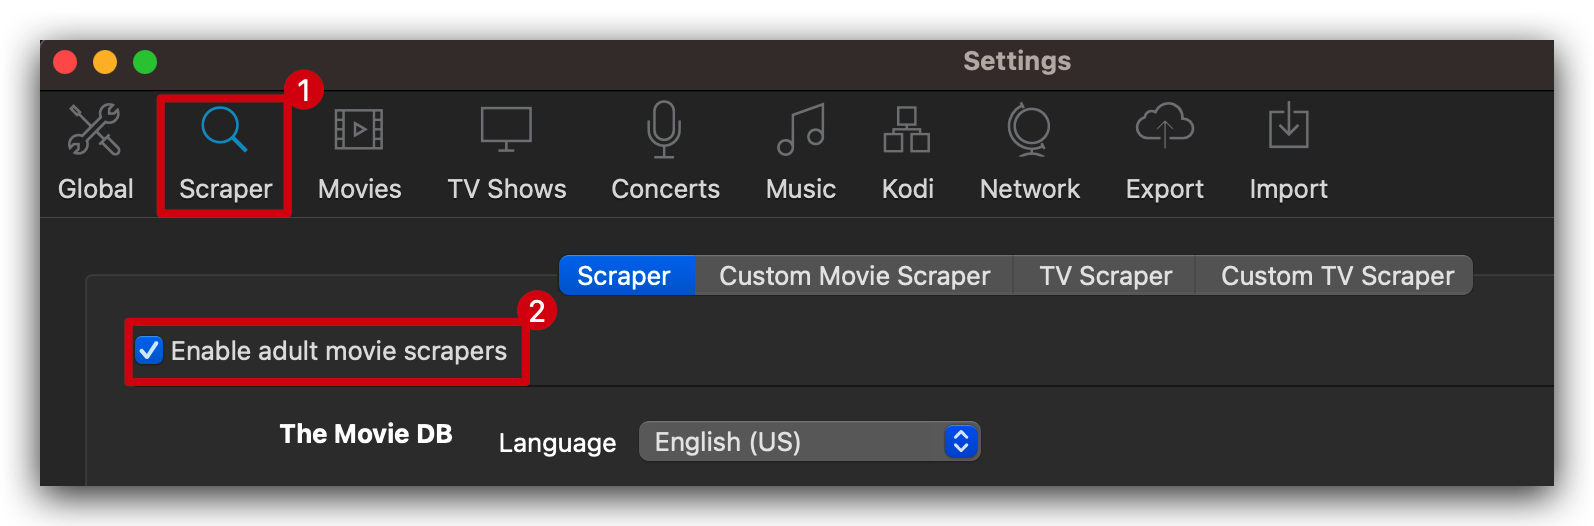 Settings
1
Global Scraper Movies TV Shows Concerts Music Kodi Network Export Import
Scraper Custom Movie Scraper TV Scraper Custom TV Scraper
2
Enable adult movie scrapers
The Movie DB Language English (US)